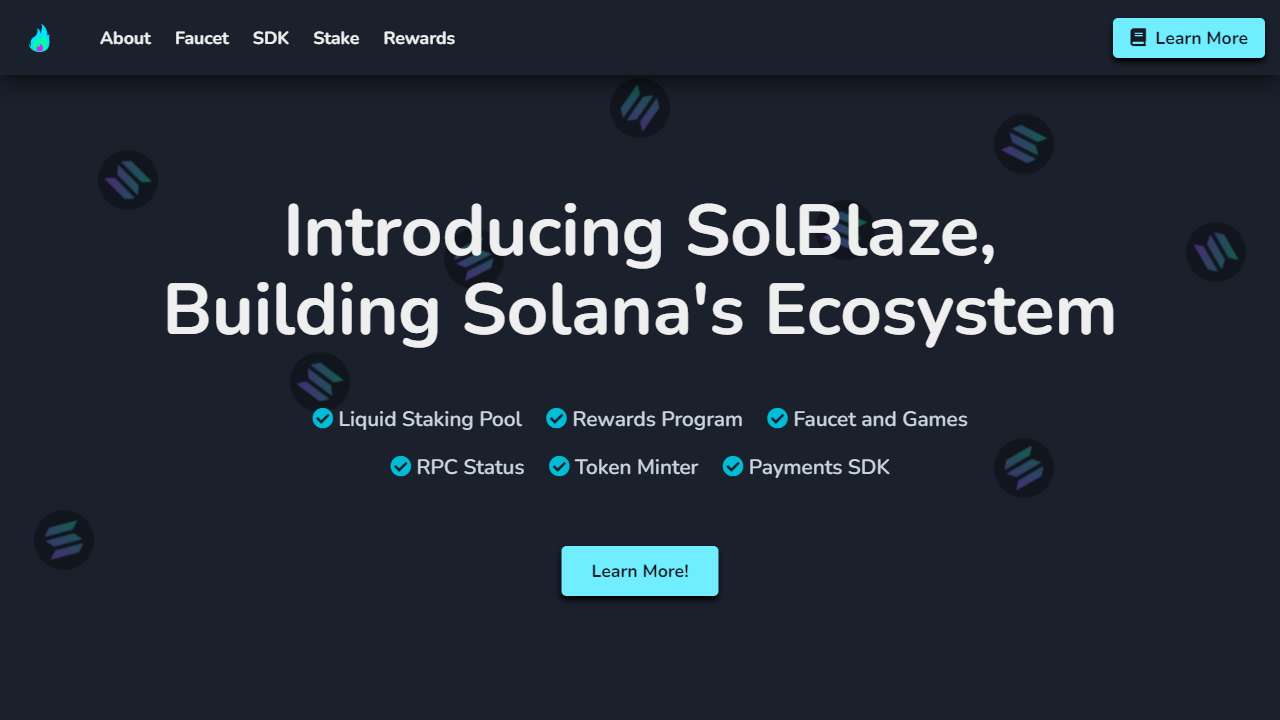 About Faucet SDK Stake Rewards Learn More
Introducing SolBlaze,
Building Solana's Ecosystem
Liquid Staking Pool Rewards Program Faucet and Games
RPC Status Token Minter Payments SDK
Learn More!